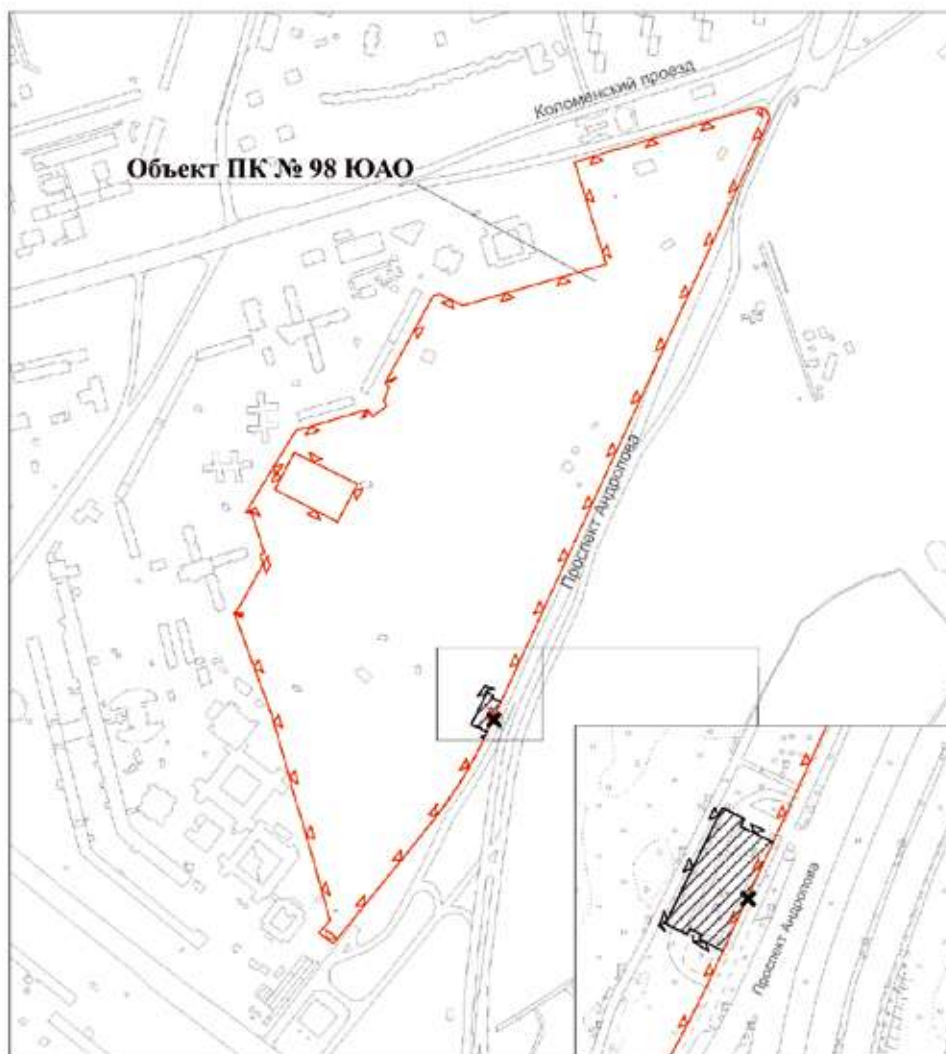 Коломенский проезд
Объект ПК № 98 ЮАО
Проспект Андропова
Проспект Андропова